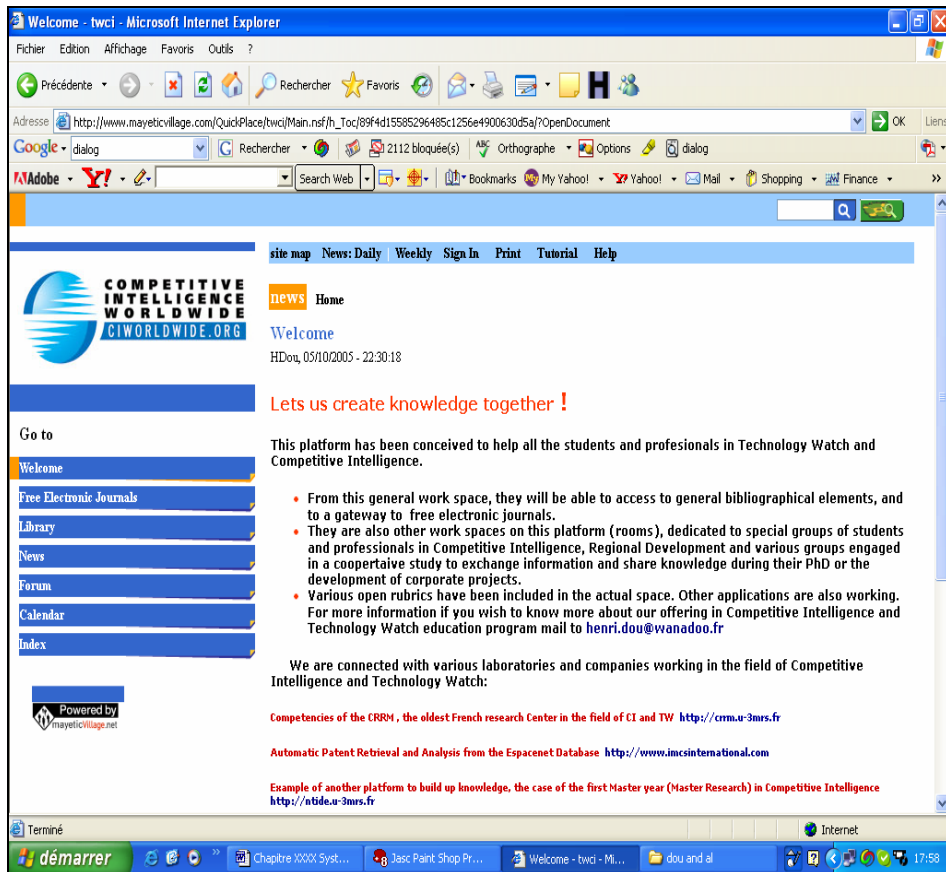 Welcome - twci - Microsoft Internet Explorer
Fichier Edition Affichage Favoris Outils ?
Précédente Rechercher Favoris
Adresse http://www.mayeticvillage.com/QuickPlace/twci/Main.nsf/h_Toc/89f4d15585296485c1256e4900630d5a/?OpenDocument OK Liens
Google dialog Rechercher 2112 bloquée(s) ABC Orthographe Options dialog
Adobe Y! Search Web Bookmarks My Yahoo! Yahoo! Mail Shopping Finance »
site map News: Daily Weekly Sign In Print Tutorial Help
COMPETITIVE
INTELLIGENCE
WORLDWIDE
CIWORLDWIDE.ORG
news Home
Welcome
HDou, 05/10/2005 - 22:30:18
Lets us create knowledge together !
Go to
Welcome
Free Electronic Journals
Library
News
Forum
Calendar
Index
Powered by
mayeticVillage.net
This platform has been conceived to help all the students and profesionals in Technology Watch and
Competitive Intelligence.
• From this general work space, they will be able to access to general bibliographical elements, and
to a gateway to free electronic journals.
• They are also other work spaces on this platform (rooms), dedicated to special groups of students
and professionals in Competitive Intelligence, Regional Development and various groups engaged
in a coopertaive study to exchange information and share knowledge during their PhD or the
development of corporate projects.
• Various open rubrics have been included in the actual space. Other applications are also working.
For more information if you wish to know more about our offering in Competitive Intelligence and
Technology Watch education program mail to henri.dou@wanadoo.fr
We are connected with various laboratories and companies working in the field of Competitive
Intelligence and Technology Watch:
Competencies of the CRRM , the oldest French research Center in the field of CI and TW http://crrm.u-3mrs.fr
Automatic Patent Retrieval and Analysis from the Espacenet Database http://www.imcsinternational.com
Example of another platform to build up knowledge, the case of the first Master year (Master Research) in Competitive Intelligence
http://ntide.u-3mrs.fr
Terminé Internet
démarrer » Chapitre XXXX Syst... Jasc Paint Shop Pr... Welcome - twci - Mi... dou and al 17:58